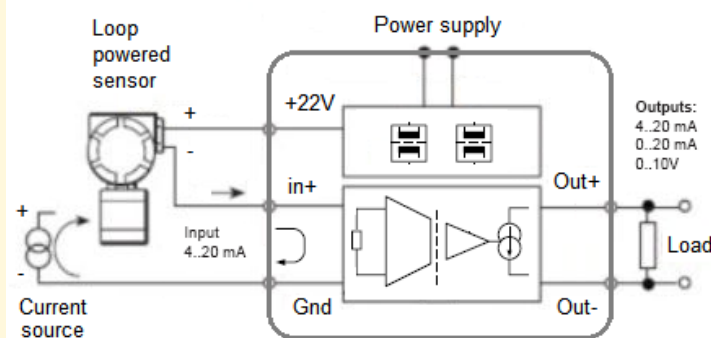 Loop
powered
sensor
Power supply
+
-
+22V
Outputs:
4..20 mA
0..20 mA
0..10V
in+
Out+
+
-
Input
4..20 mA
Load
Gnd
Out-
Current
source